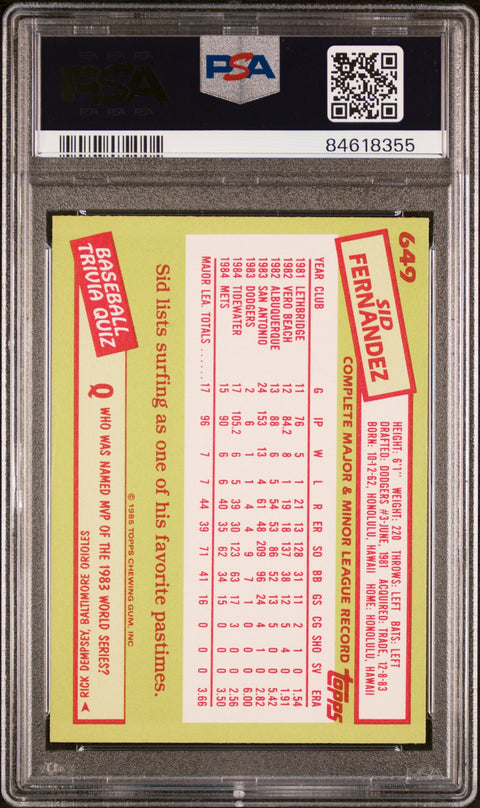 PSA
PSA
84618355
649
SID
FERNANDEZ
HEIGHT: 6'1" WEIGHT: 220 THROWS: LEFT BATS: LEFT
DRAFTED: DODGERS #3-JUNE, 1981 ACQUIRED: TRADE, 12-8-83
BORN: 10-12-62, HONOLULU, HAWAII HOME: HONOLULU, HAWAII
COMPLETE MAJOR & MINOR LEAGUE RECORD
topps
YEAR CLUB G IP W L R ER SO BB GS CG SHO SV ERA
1981 LETHBRIDGE 11 76 5 1 21 13 128 31 11 2 1 0 1.54
1982 VERO BEACH 12 84.2 8 1 19 18 137 38 12 5 4 0 1.91
1982 ALBUQUERQUE 13 88 6 5 54 53 86 52 13 5 0 0 5.42
1983 SAN ANTONIO 24 153 13 4 61 48 209 96 24 4 1 0 2.82
1983 DODGERS 2 6 0 1 4 4 9 7 1 0 0 0 6.00
1984 TIDEWATER 17 105.2 6 5 39 30 123 63 17 3 0 0 2.56
1984 METS 15 90 6 6 40 35 62 34 15 0 0 0 3.50
MAJOR LEA. TOTALS ....... 17 96 6 7 44 39 71 41 16 0 0 0 3.66
Sid lists surfing as one of his favorite pastimes.
© 1985 TOPPS CHEWING GUM, INC
BASEBALL
TRIVIA QUIZ
Q WHO WAS NAMED MVP OF THE 1983 WORLD SERIES?
RICK DEMPSEY, BALTIMORE ORIOLES